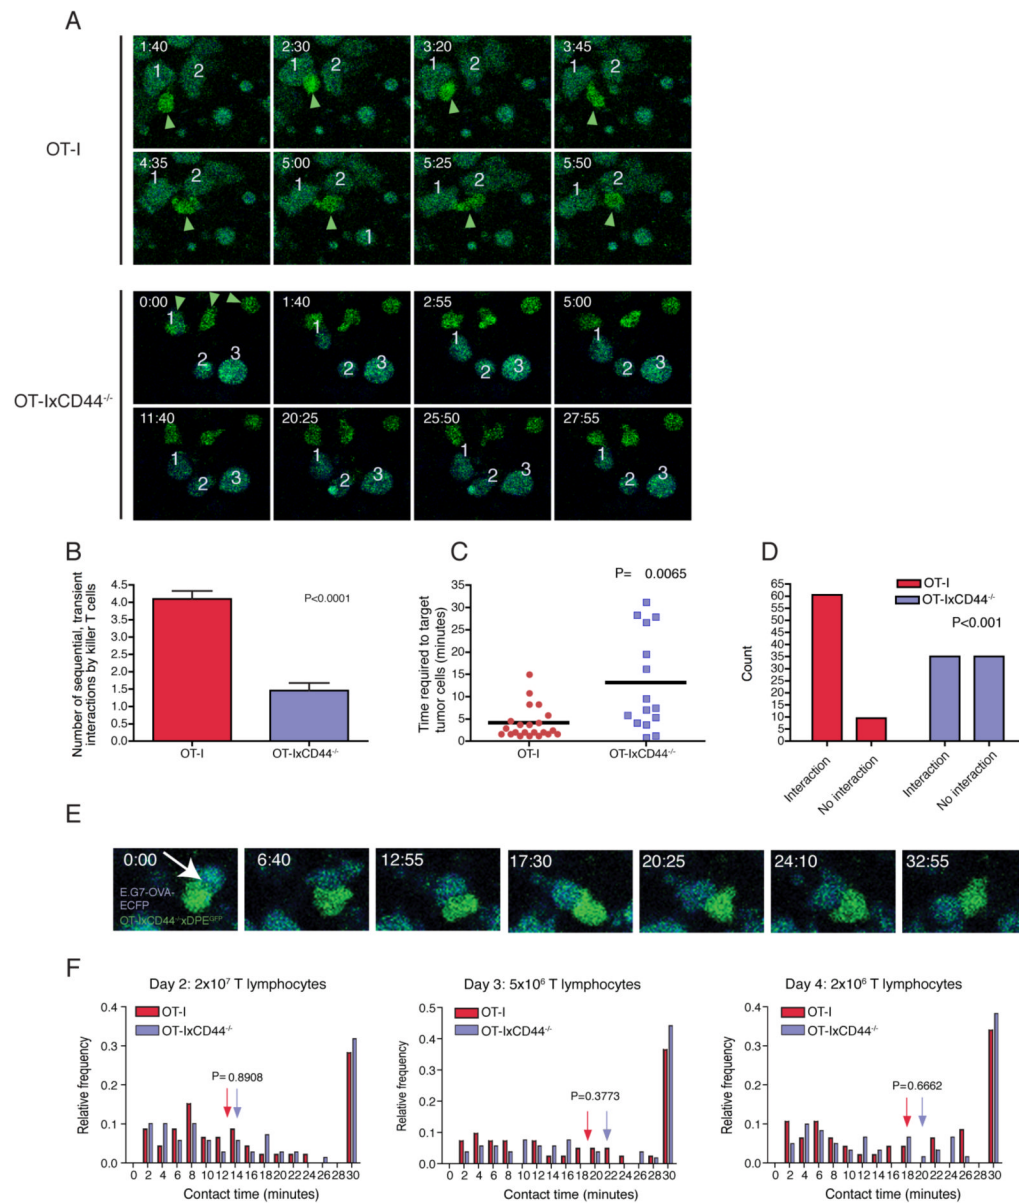 A
OT-I
1:40
1
2
2:30
1
2
3:20
1
2
3:45
1
2
4:35
1
2
5:00
1
2
1
5:25
1
2
5:50
1
2
OT-IxCD44-/-
0:00
1
2
3
1:40
1
2
3
2:55
1
2
3
5:00
1
2
3
11:40
1
2
3
20:25
1
2
3
25:50
1
2
3
27:55
1
2
3
B
Number of sequential, transient
interactions by killer T cells
4.5
4.0
3.5
3.0
2.5
2.0
1.5
1.0
0.5
0.0
P<0.0001
OT-I
OT-IxCD44-/-
C
Time required to target
tumor cells (minutes)
P= 0.0065
35
30
25
20
15
10
5
0
OT-I
OT-IxCD44-/-
D
OT-I
OT-IxCD44-/-
P<0.001
Count
65
60
55
50
45
40
35
30
25
20
15
10
5
0
Interaction
No interaction
Interaction
No interaction
E
0:00
E.G7-OVA-
ECFP
OT-IxCD44-/-xDPEGFP
6:40
12:55
17:30
20:25
24:10
32:55
F
Day 2: 2x10⁷ T lymphocytes
OT-I
OT-IxCD44-/-
P= 0.8908
Relative frequency
0.4
0.3
0.2
0.1
0.0
0 2 4 6 8 10 12 14 16 18 20 22 24 26 28 30
Contact time (minutes)
Day 3: 5x10⁶ T lymphocytes
OT-I
OT-IxCD44-/-
P=0.3773
Relative frequency
0.5
0.4
0.3
0.2
0.1
0.0
0 2 4 6 8 10 12 14 16 18 20 22 24 26 28 30
Contact time (minutes)
Day 4: 2x10⁶ T lymphocytes
OT-I
OT-IxCD44-/-
P=0.6662
Relative frequency
0.4
0.3
0.2
0.1
0.0
0 2 4 6 8 10 12 14 16 18 20 22 24 26 28 30
Contact time (minutes)